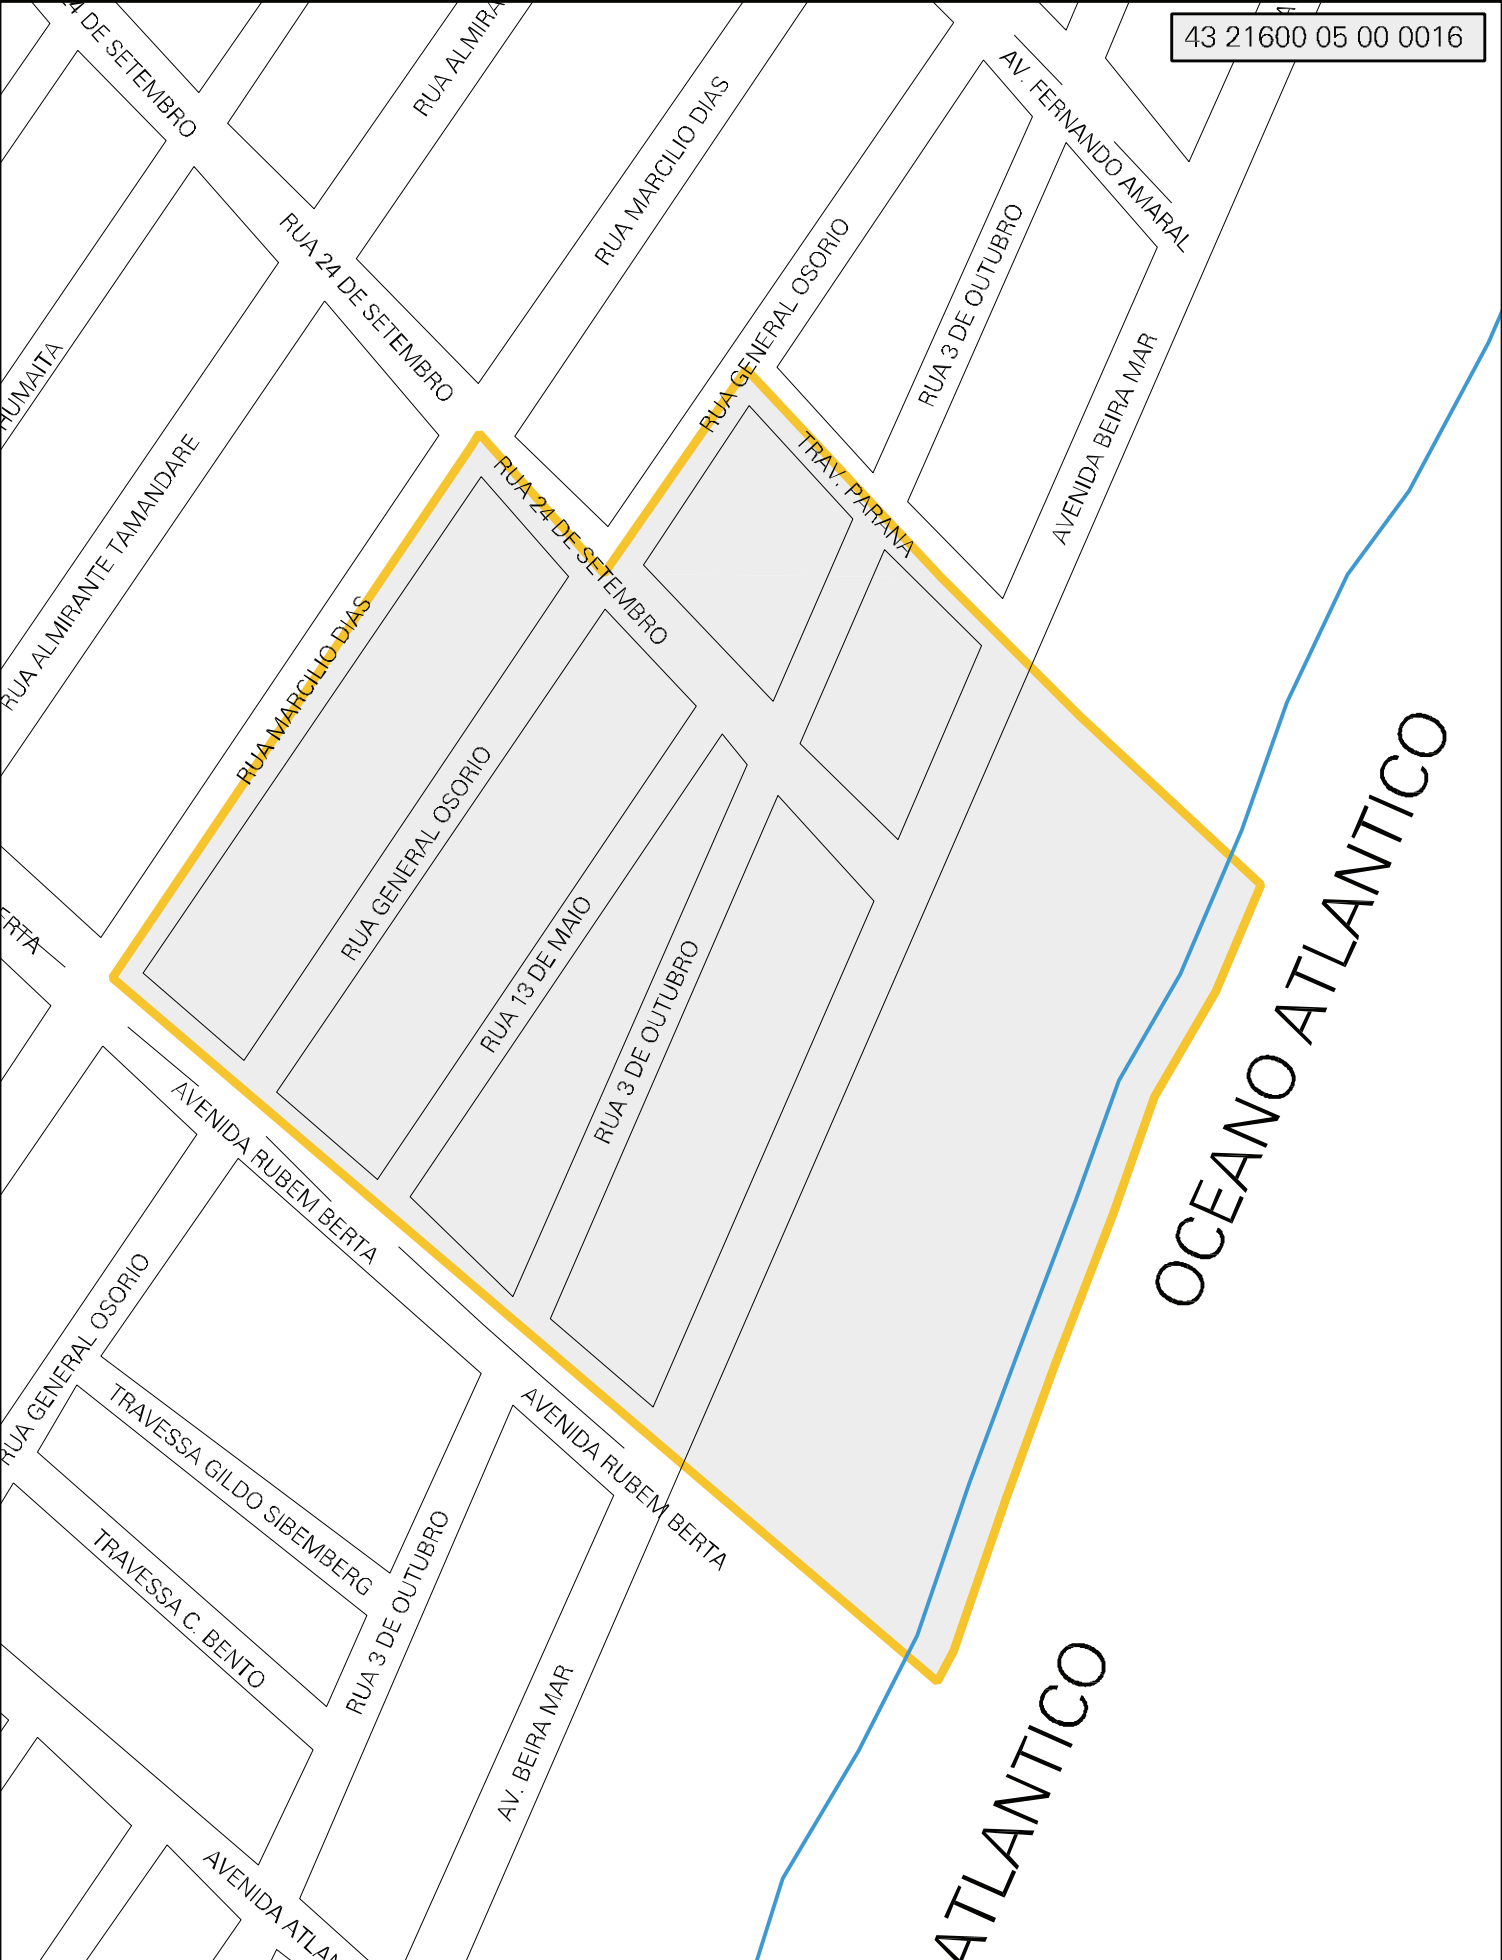 43 21600 05 00 0016
24 DE SETEMBRO
RUA ALMIRA
RUA MARCILIO DIAS
AV. FERNANDO AMARAL
RUA 24 DE SETEMBRO
RUA GENERAL OSORIO
RUA 3 DE OUTUBRO
AVENIDA BEIRA MAR
HUMAITA
RUA ALMIRANTE TAMANDARE
RUA 24 DE SETEMBRO
TRAV. PARANA
RUA MARCILIO DIAS
RUA GENERAL OSORIO
RUA 13 DE MAIO
RUA 3 DE OUTUBRO
OCEANO ATLANTICO
ERTA
AVENIDA RUBEM BERTA
RUA GENERAL OSORIO
TRAVESSA GILDO SIBEMBERG
AVENIDA RUBEM BERTA
TRAVESSA C. BENTO
RUA 3 DE OUTUBRO
AV. BEIRA MAR
ATLANTICO
AVENIDA ATLAN